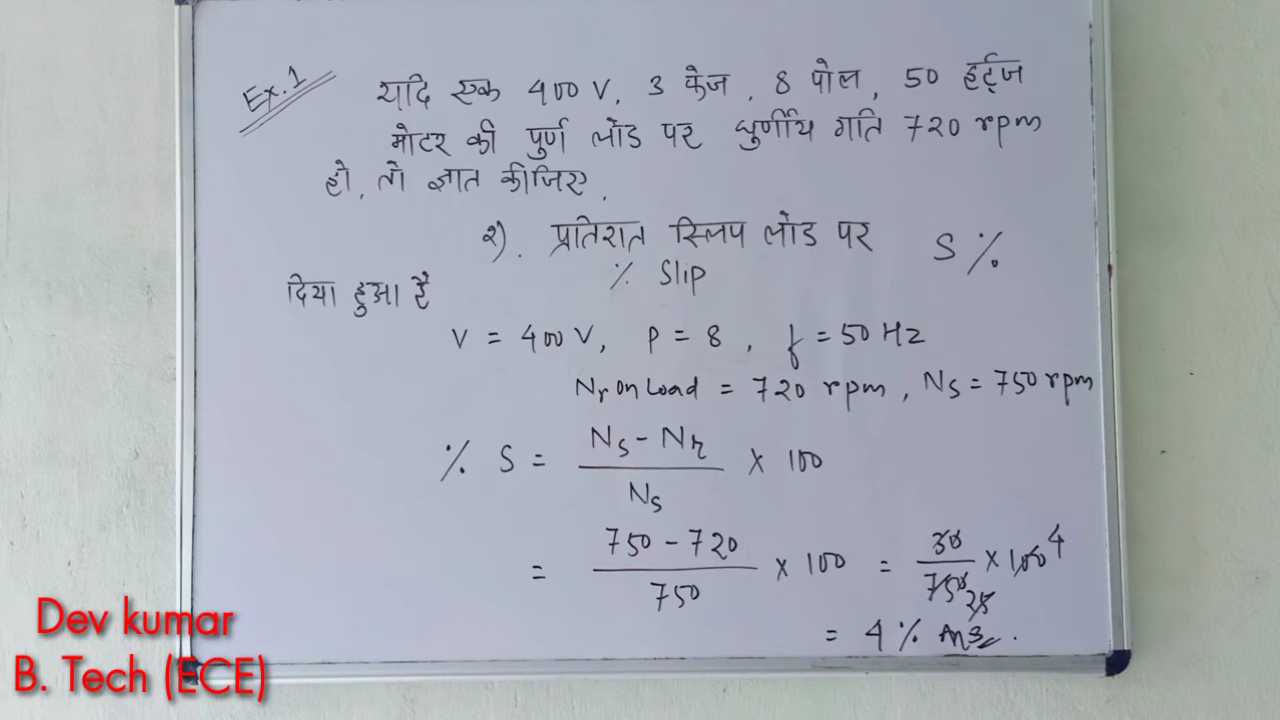 Ex.1
यदि एक 400 V, 3 फेज, 8 पोल, 50 हर्ट्ज
मोटर की पुर्ण लोड पर घुर्णीय गति 720 rpm
हो, तो ज्ञात कीजिए,
२). प्रतिशत स्लिप लोड पर S %
% Slip
दिया हुआ है
V = 400 V, P = 8, f = 50 Hz
Nr on Load = 720 rpm, Ns = 750 rpm
% S = Ns - Nr / Ns × 100
= 750 - 720 / 750 × 100 = 30 / 750 25 × 100 4
= 4 % Ans.
Dev kumar
B. Tech (ECE)